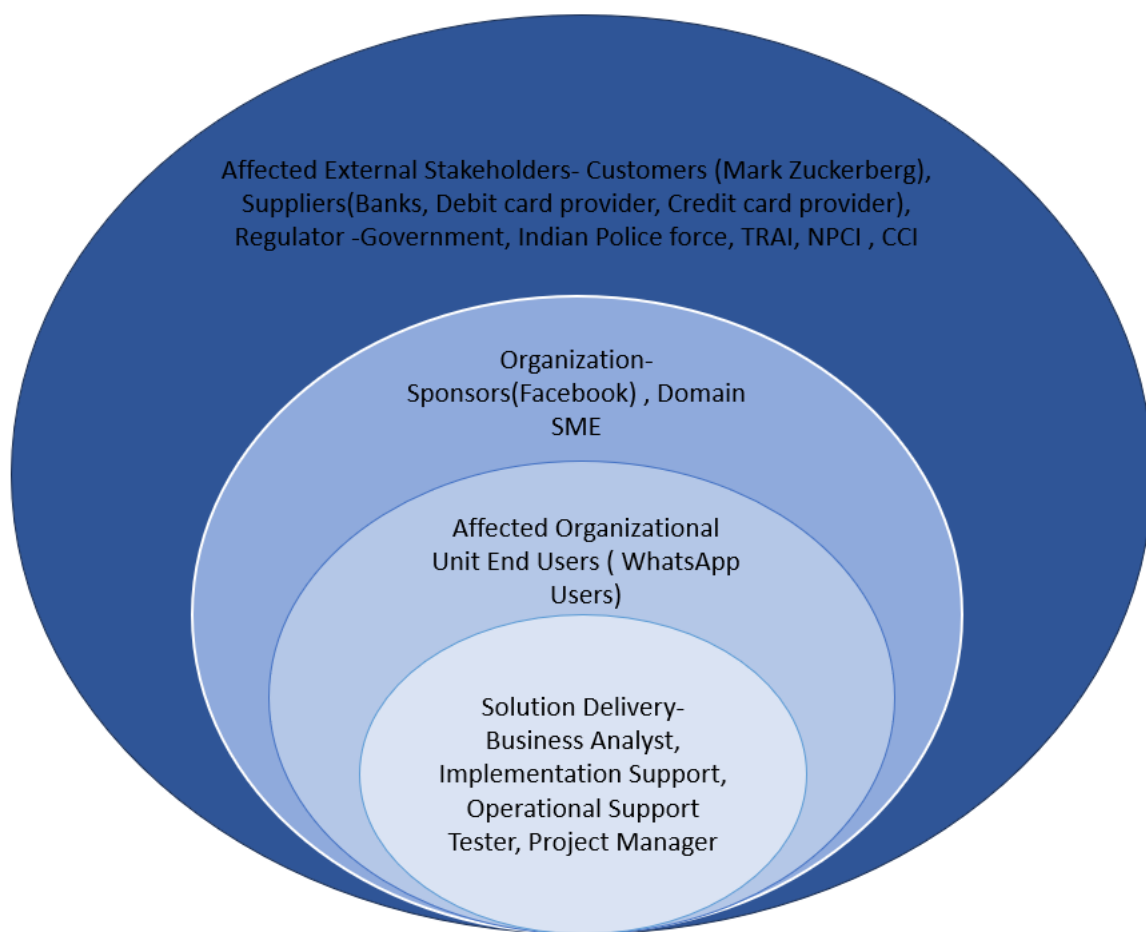 Affected External Stakeholders- Customers (Mark Zuckerberg),
Suppliers(Banks, Debit card provider, Credit card provider),
Regulator -Government, Indian Police force, TRAI, NPCI , CCI
Organization-
Sponsors(Facebook) , Domain
SME
Affected Organizational
Unit End Users ( WhatsApp
Users)
Solution Delivery-
Business Analyst,
Implementation Support,
Operational Support
Tester, Project Manager